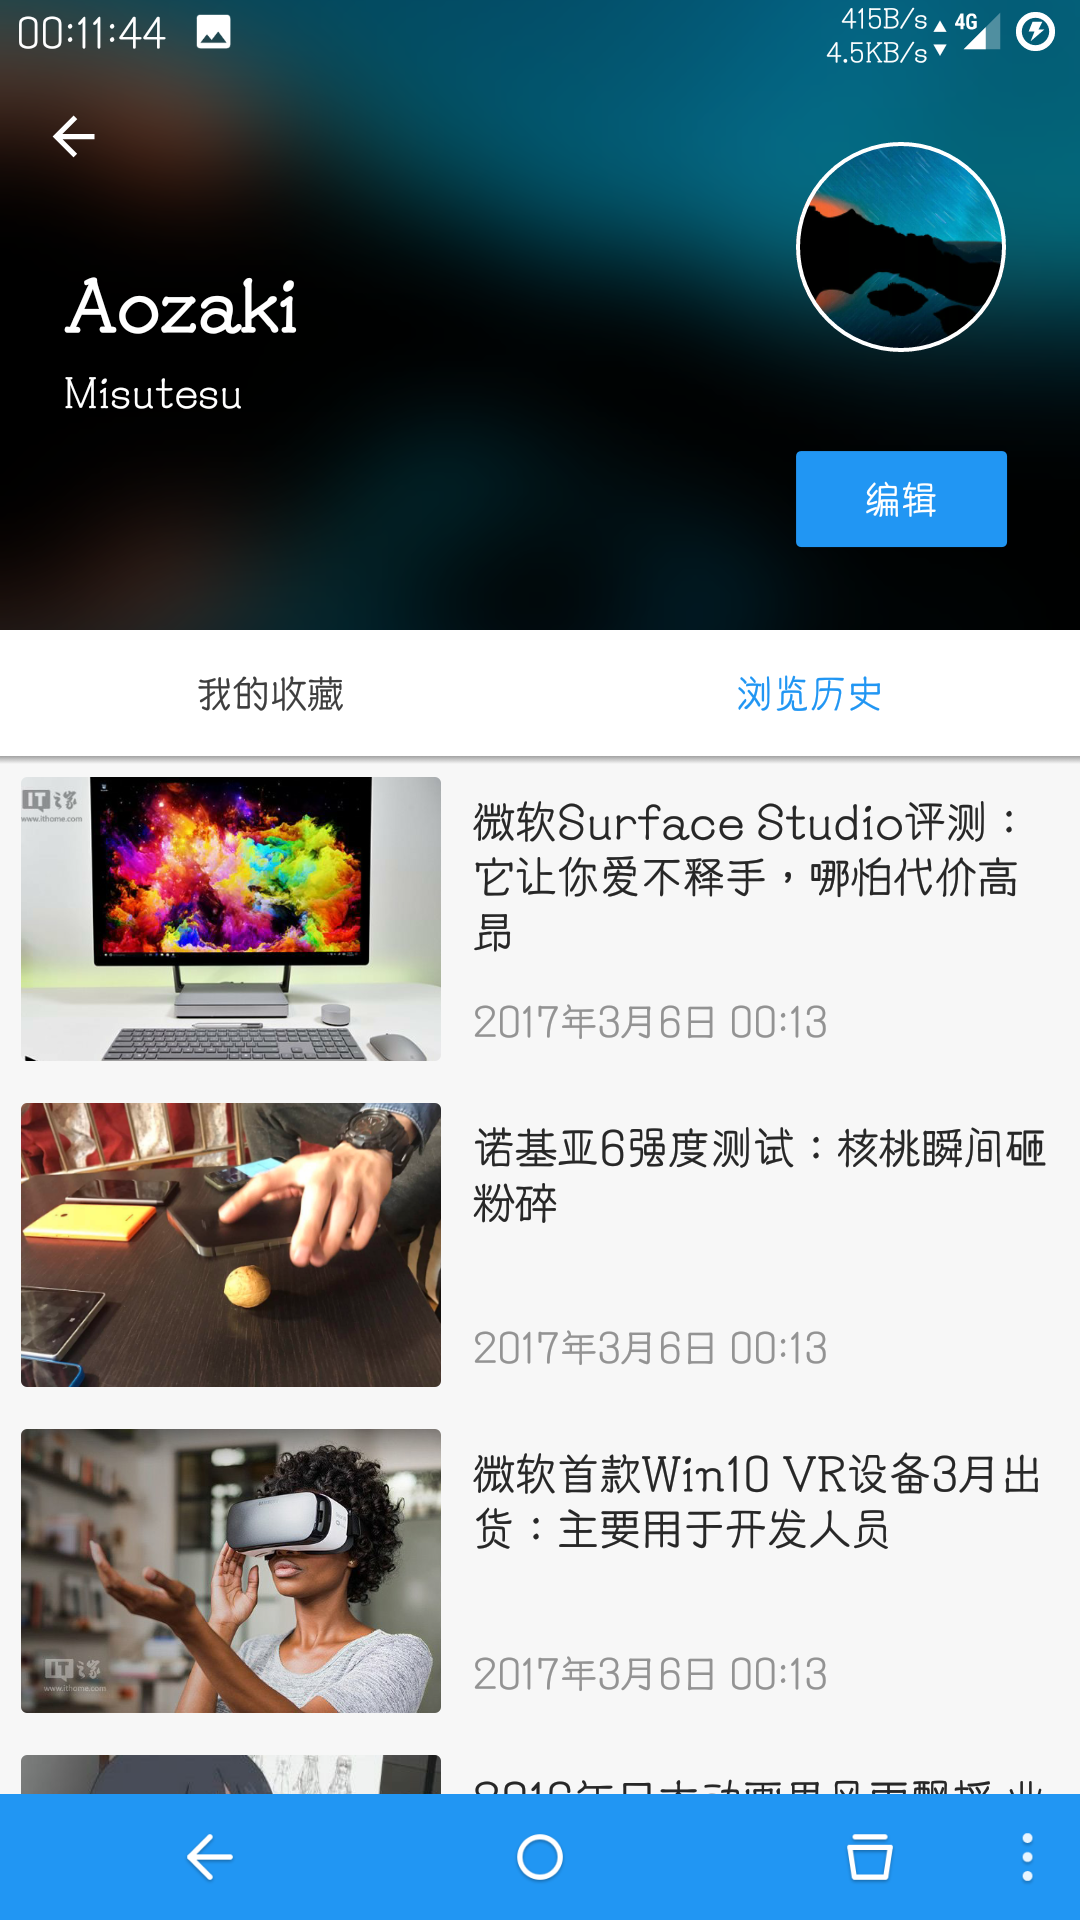 00:11:44
415B/s
4G
4.5KB/s
Aozaki
Misutesu
编辑
我的收藏
浏览历史
IT之家
www.ithome.com
微软Surface Studio评测：
它让你爱不释手，哪怕代价高
昂
2017年3月6日 00:13
诺基亚6强度测试：核桃瞬间砸
粉碎
2017年3月6日 00:13
微软首款Win10 VR设备3月出
货：主要用于开发人员
IT之家
www.ithome.com
2017年3月6日 00:13